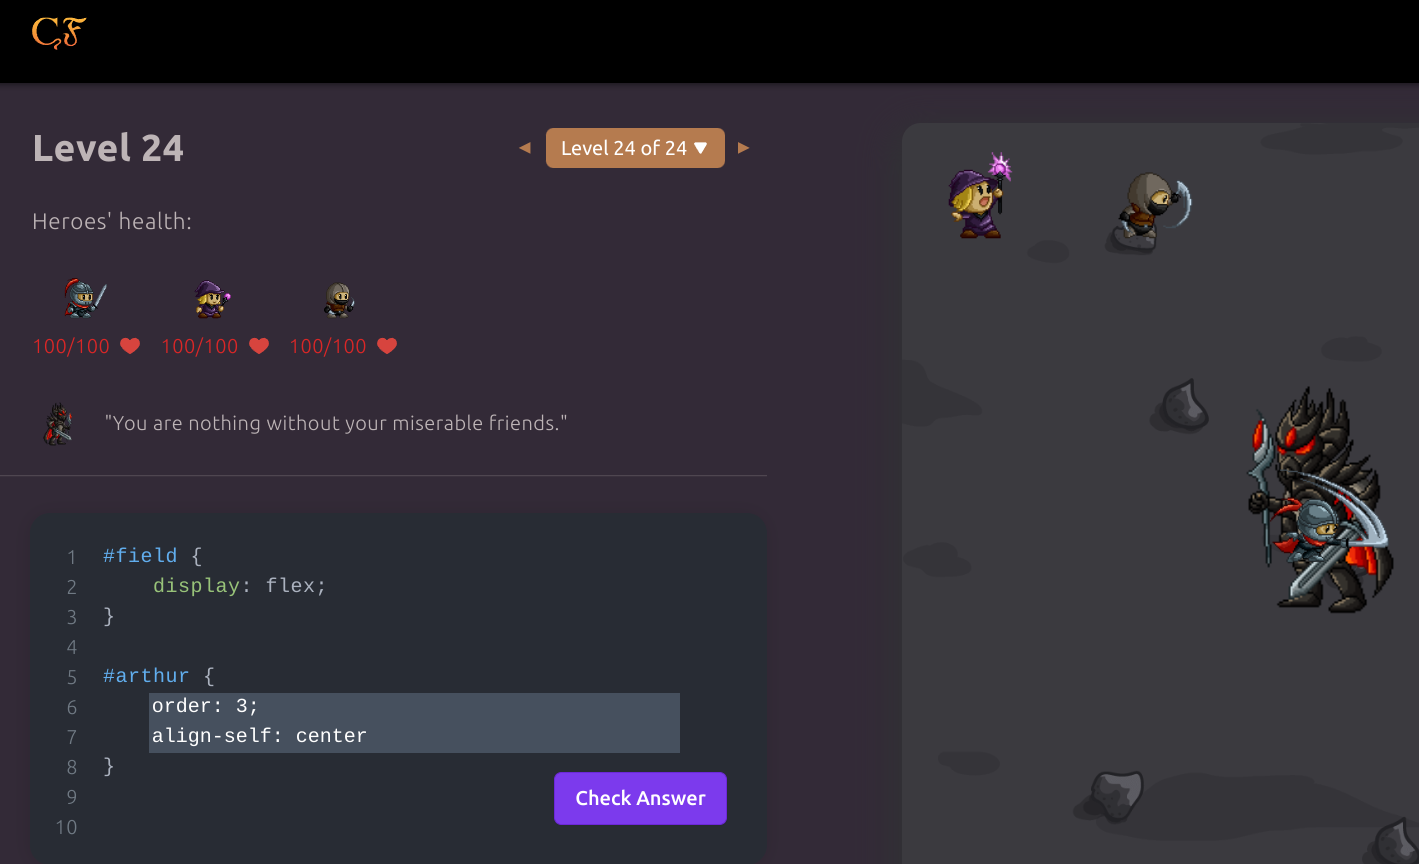 CF
Level 24
◀ Level 24 of 24 ▼ ▶
Heroes' health:
100/100 100/100 100/100
"You are nothing without your miserable friends."
1 #field {
2 display: flex;
3 }
4
5 #arthur {
6 order: 3;
7 align-self: center
8 }
9
10
Check Answer